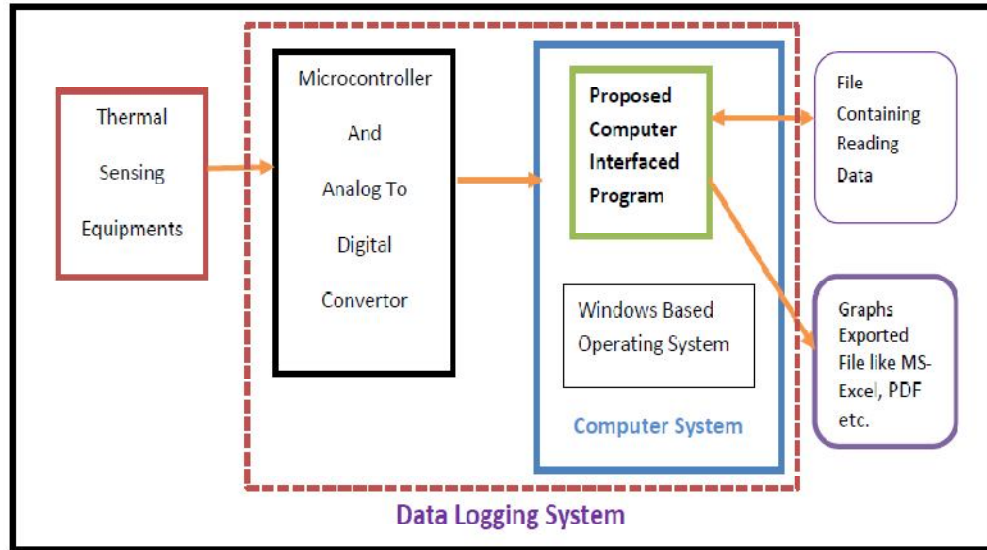 Thermal
Sensing
Equipments
Microcontroller
And
Analog To
Digital
Convertor
Proposed
Computer
Interfaced
Program
Windows Based
Operating System
Computer System
File
Containing
Reading
Data
Graphs
Exported
File like MS-
Excel, PDF
etc.
Data Logging System